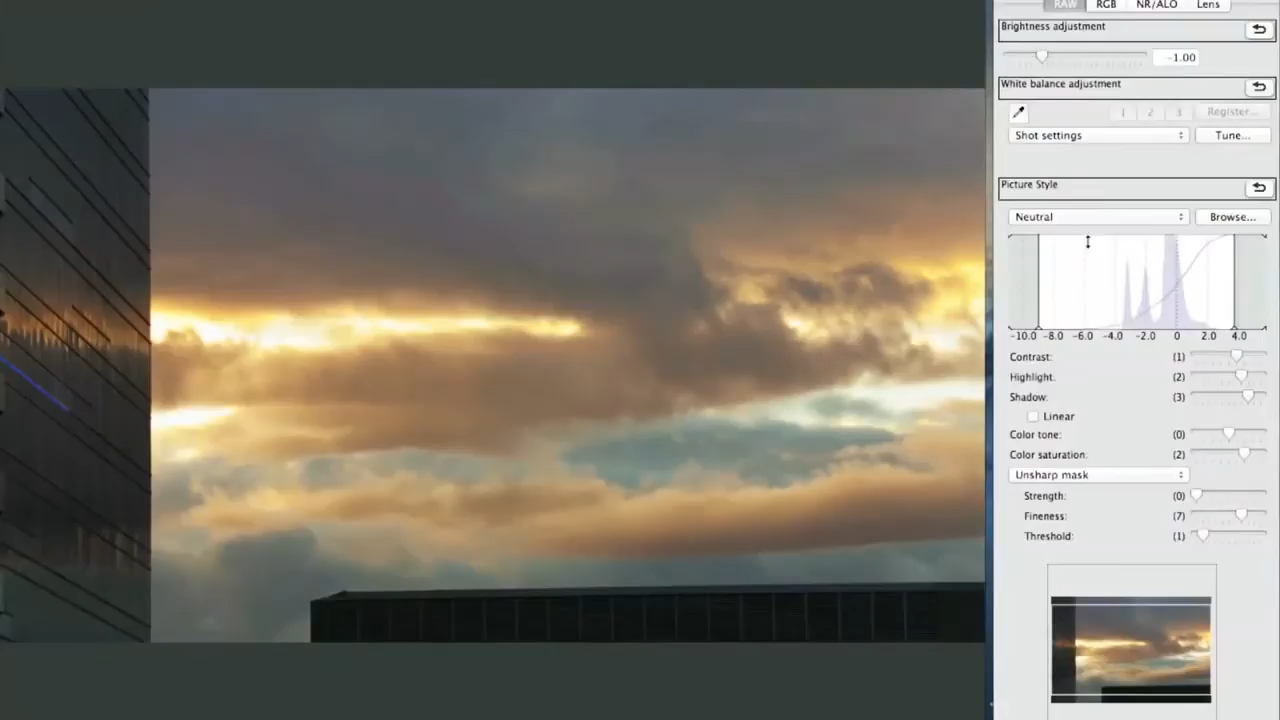 RAW RGB NR/ALO Lens
Brightness adjustment
-1.00
White balance adjustment
1 2 3 Register...
Shot settings Tune...
Picture Style
Neutral Browse...
-10.0 -8.0 -6.0 -4.0 -2.0 0 2.0 4.0
Contrast: (1)
Highlight: (2)
Shadow: (3)
Linear
Color tone: (0)
Color saturation: (2)
Unsharp mask
Strength: (0)
Fineness: (7)
Threshold: (1)